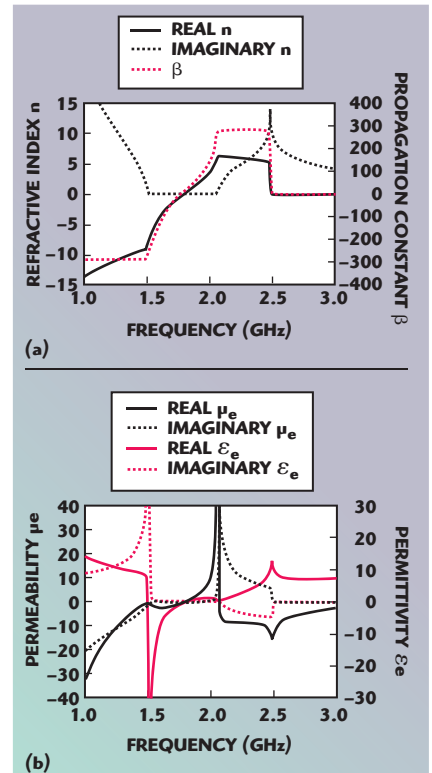 REAL n
IMAGINARY n
β
REFRACTIVE INDEX n
15
10
5
0
−5
−10
−15
PROPAGATION CONSTANT β
400
300
200
100
0
−100
−200
−300
−400
1.0 1.5 2.0 2.5 3.0
FREQUENCY (GHz)
(a)
REAL μe
IMAGINARY μe
REAL εe
IMAGINARY εe
PERMEABILITY μe
40
30
20
10
0
−10
−20
−30
−40
PERMITTIVITY εe
30
20
10
0
−10
−20
−30
1.0 1.5 2.0 2.5 3.0
FREQUENCY (GHz)
(b)